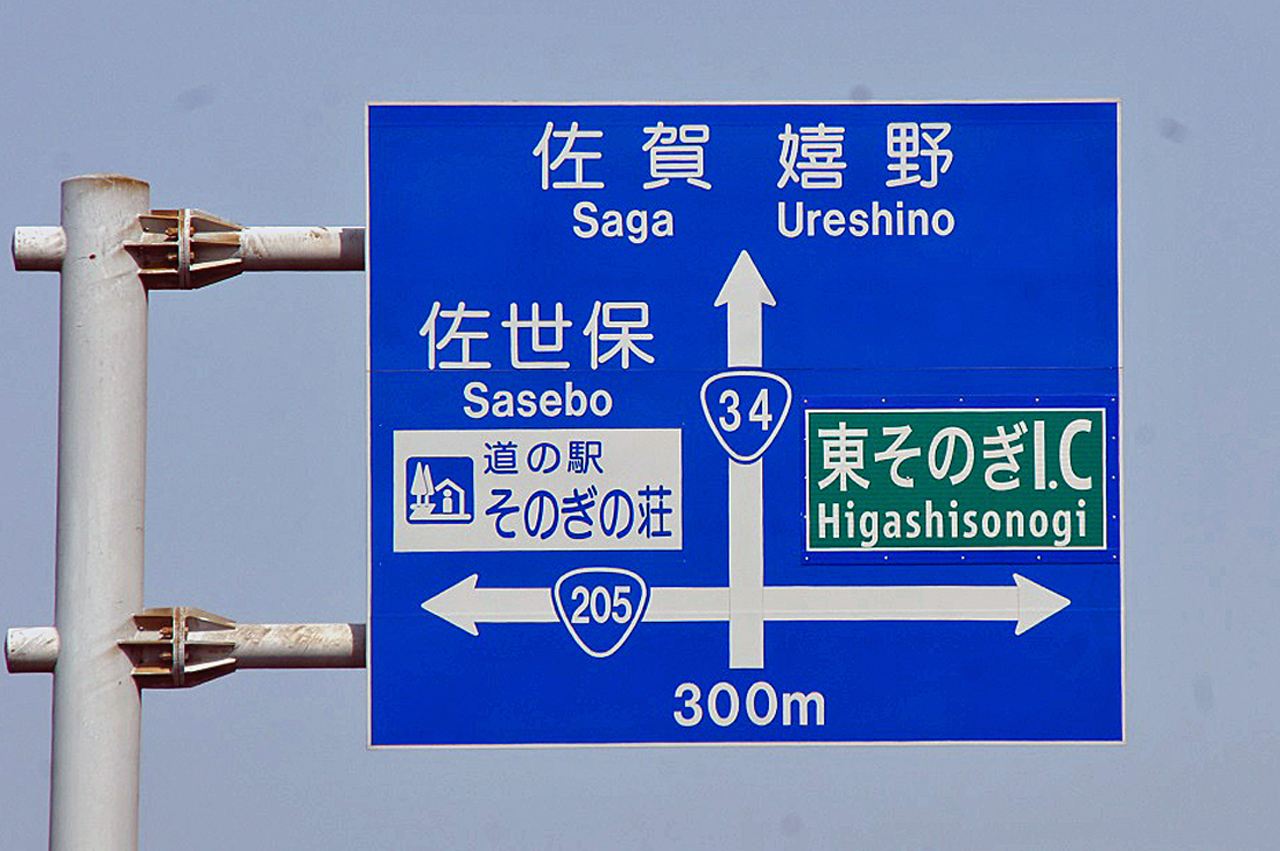 佐賀 嬉野
Saga Ureshino
佐世保
Sasebo
34
道の駅
そのぎの荘
東そのぎI.C
Higashisonogi
205
300m